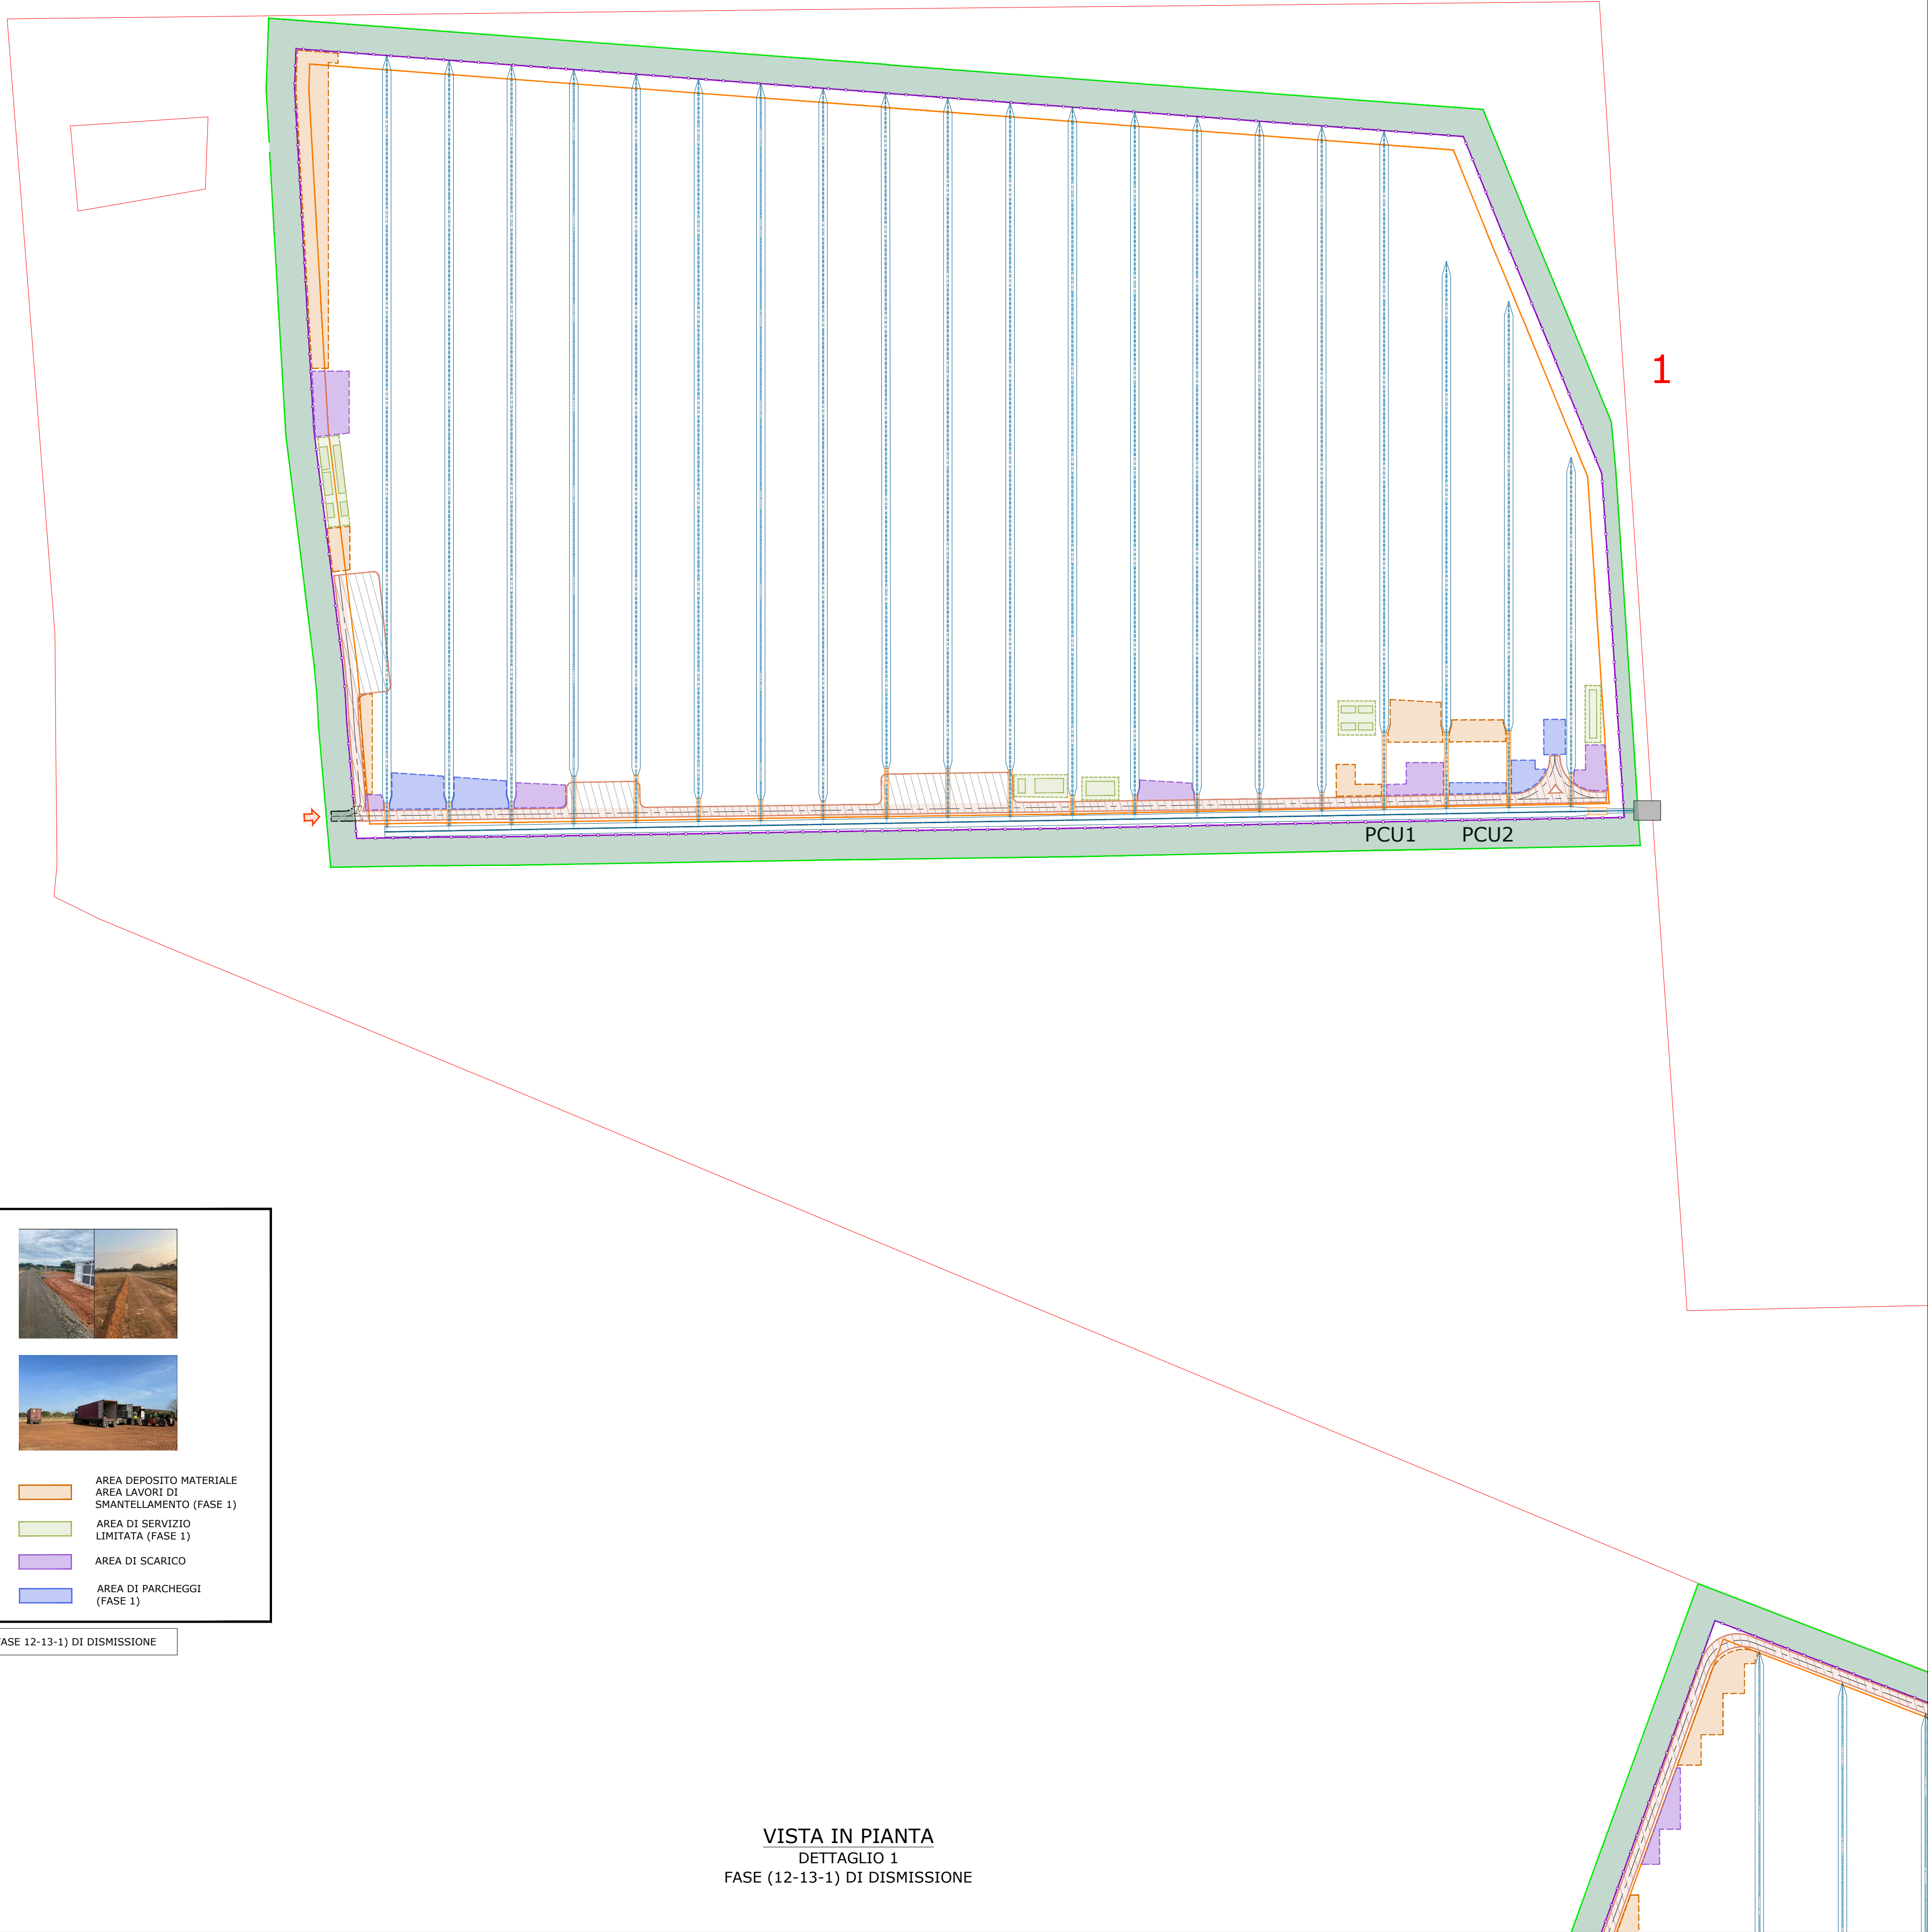 1
PCU1 PCU2
AREA DEPOSITO MATERIALE
AREA LAVORI DI
SMANTELLAMENTO (FASE 1)
AREA DI SERVIZIO
LIMITATA (FASE 1)
AREA DI SCARICO
AREA DI PARCHEGGI
(FASE 1)
ASE 12-13-1) DI DISMISSIONE
VISTA IN PIANTA
DETTAGLIO 1
FASE (12-13-1) DI DISMISSIONE